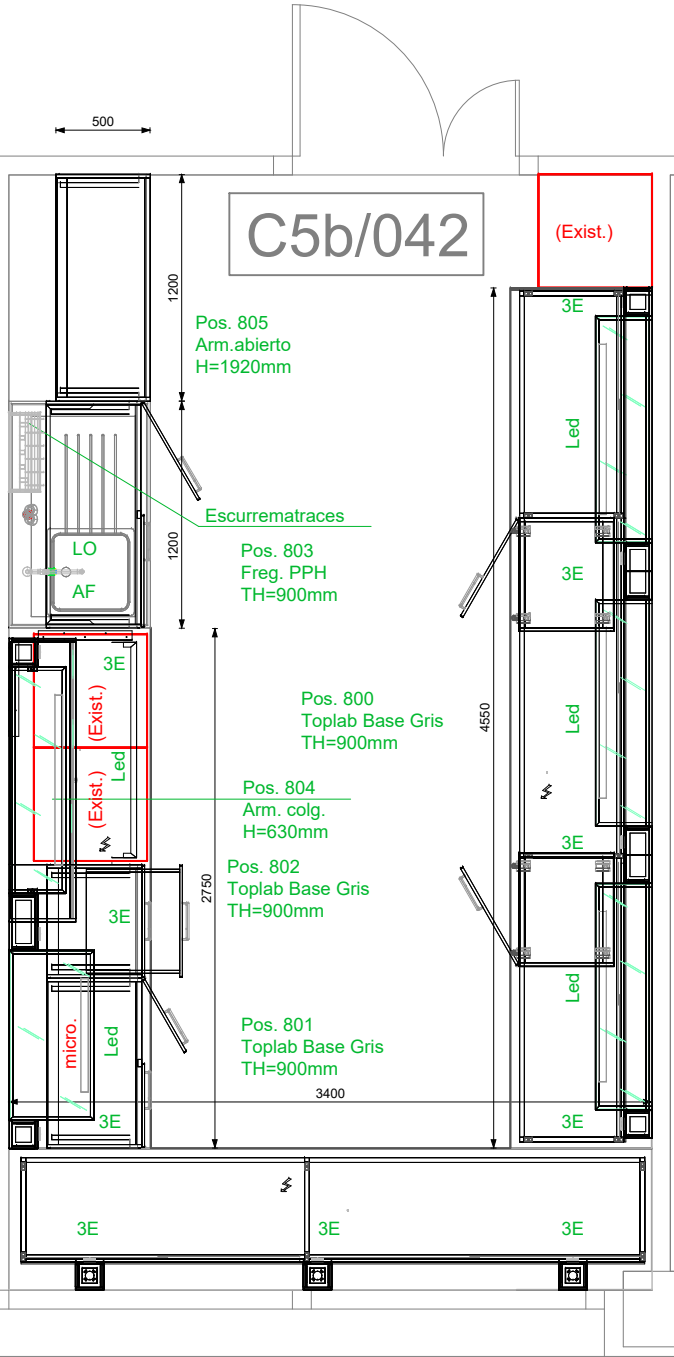 500
C5b/042
(Exist.)
1200
3E
Pos. 805
Arm.abierto
H=1920mm
Led
Escurrematraces
LO
AF
1200
Pos. 803
Freg. PPH
TH=900mm
3E
3E
(Exist.)
Pos. 800
Toplab Base Gris
TH=900mm
4550
Led
Led
(Exist.)
Pos. 804
Arm. colg.
H=630mm
3E
2750
Pos. 802
Toplab Base Gris
TH=900mm
3E
Led
micro.
Led
Pos. 801
Toplab Base Gris
TH=900mm
3400
3E
3E
3E
3E
3E